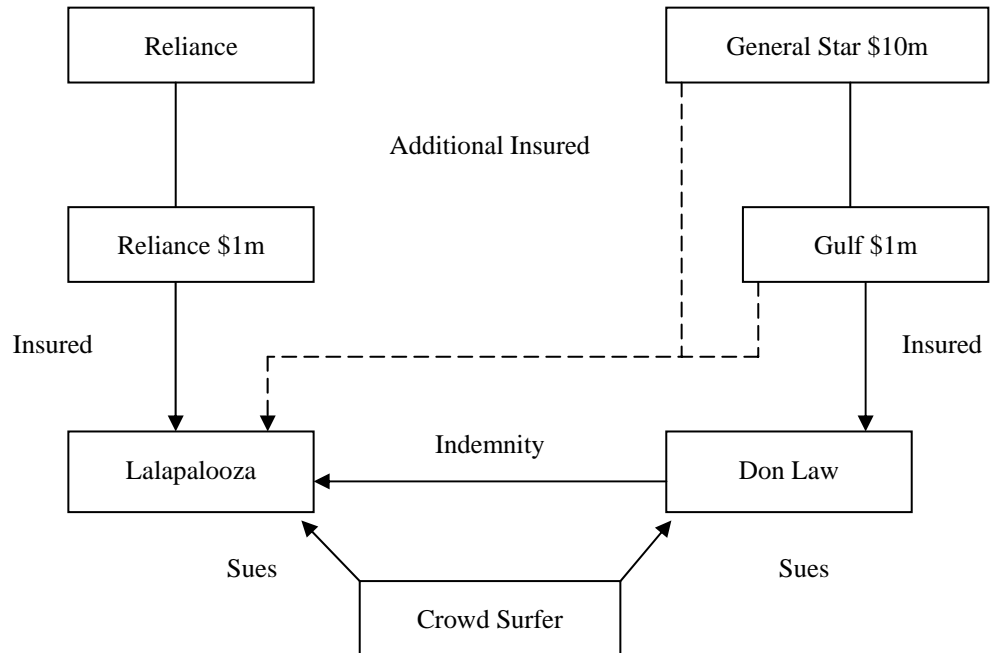 Reliance
General Star $10m
Additional Insured
Reliance $1m
Gulf $1m
Insured
Insured
Lalapalooza
Indemnity
Don Law
Sues
Sues
Crowd Surfer